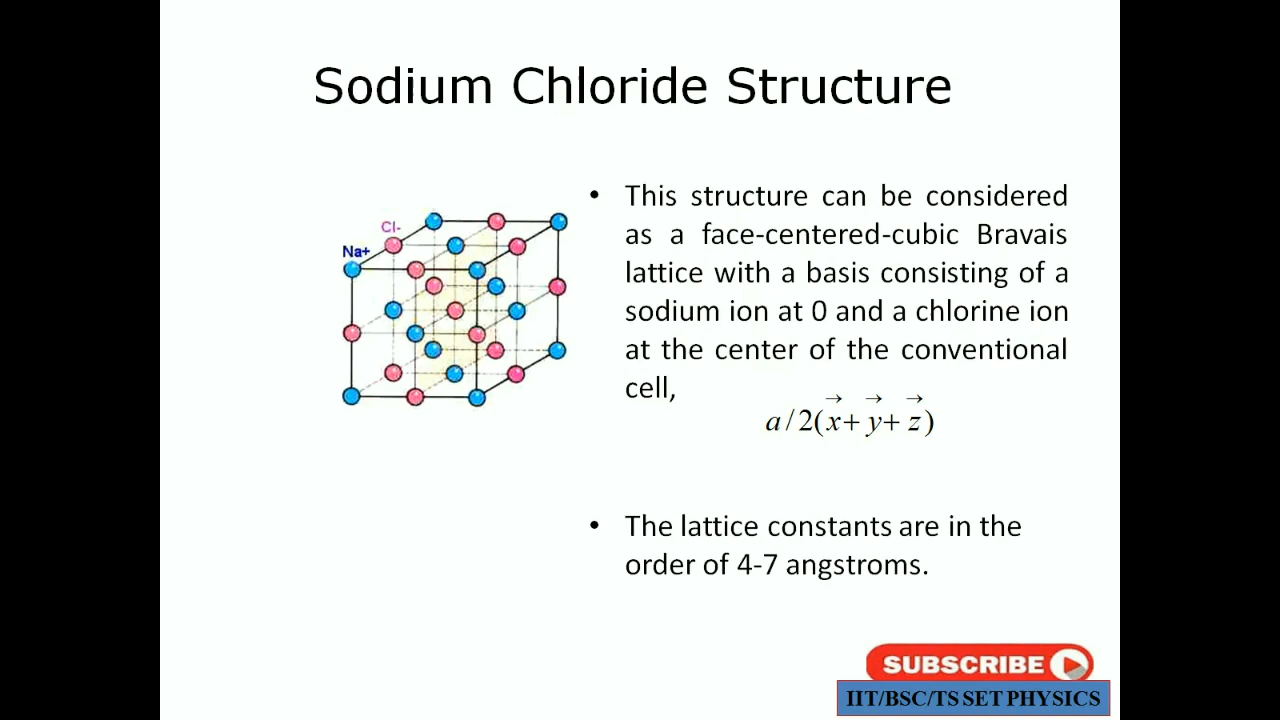 Sodium Chloride Structure
• This structure can be considered
as a face-centered-cubic Bravais
lattice with a basis consisting of a
sodium ion at 0 and a chlorine ion
at the center of the conventional
cell,
a/2(x⃗+ y⃗+ z⃗)
• The lattice constants are in the
order of 4-7 angstroms.
Cl-
Na+
SUBSCRIBE
IIT/BSC/TS SET PHYSICS